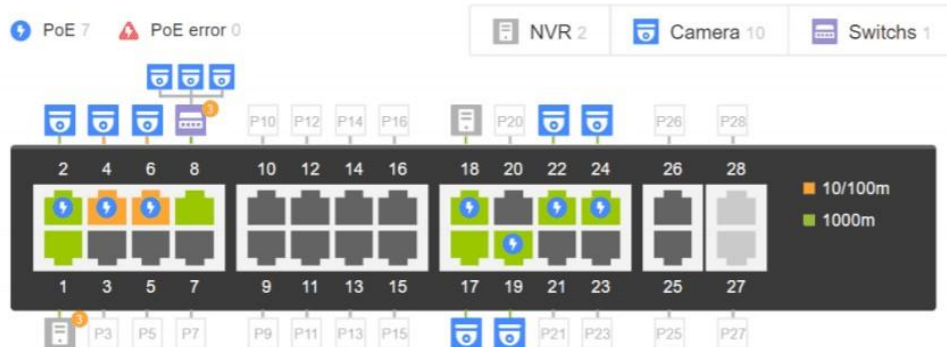 PoE 7 PoE error 0 NVR 2 Camera 10 Switchs 1
3
P10 P12 P14 P16 P20 P26 P28
2 4 6 8 10 12 14 16 18 20 22 24 26 28
10/100m
1000m
1 3 5 7 9 11 13 15 17 19 21 23 25 27
3
P3 P5 P7 P9 P11 P13 P15 P21 P23 P25 P27